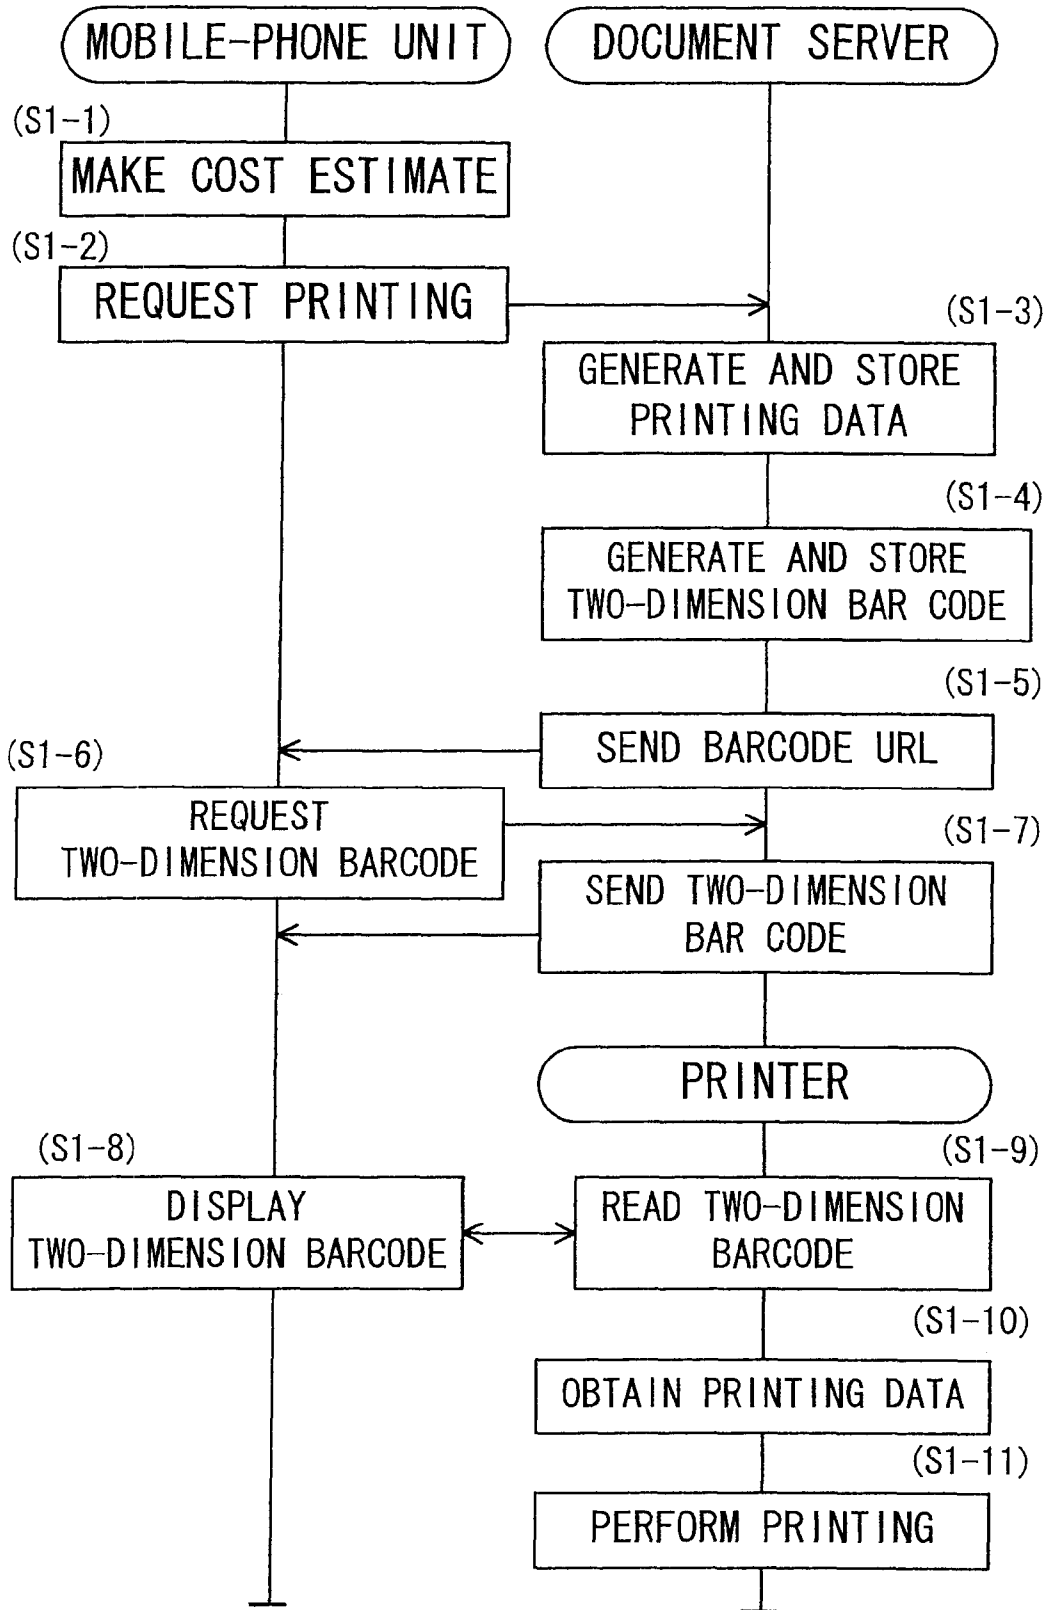 MOBILE-PHONE UNIT
DOCUMENT SERVER
(S1-1)
MAKE COST ESTIMATE
(S1-2)
REQUEST PRINTING
(S1-3)
GENERATE AND STORE
PRINTING DATA
(S1-4)
GENERATE AND STORE
TWO-DIMENSION BAR CODE
(S1-5)
SEND BARCODE URL
(S1-6)
REQUEST
TWO-DIMENSION BARCODE
(S1-7)
SEND TWO-DIMENSION
BAR CODE
PRINTER
(S1-8)
DISPLAY
TWO-DIMENSION BARCODE
(S1-9)
READ TWO-DIMENSION
BARCODE
(S1-10)
OBTAIN PRINTING DATA
(S1-11)
PERFORM PRINTING